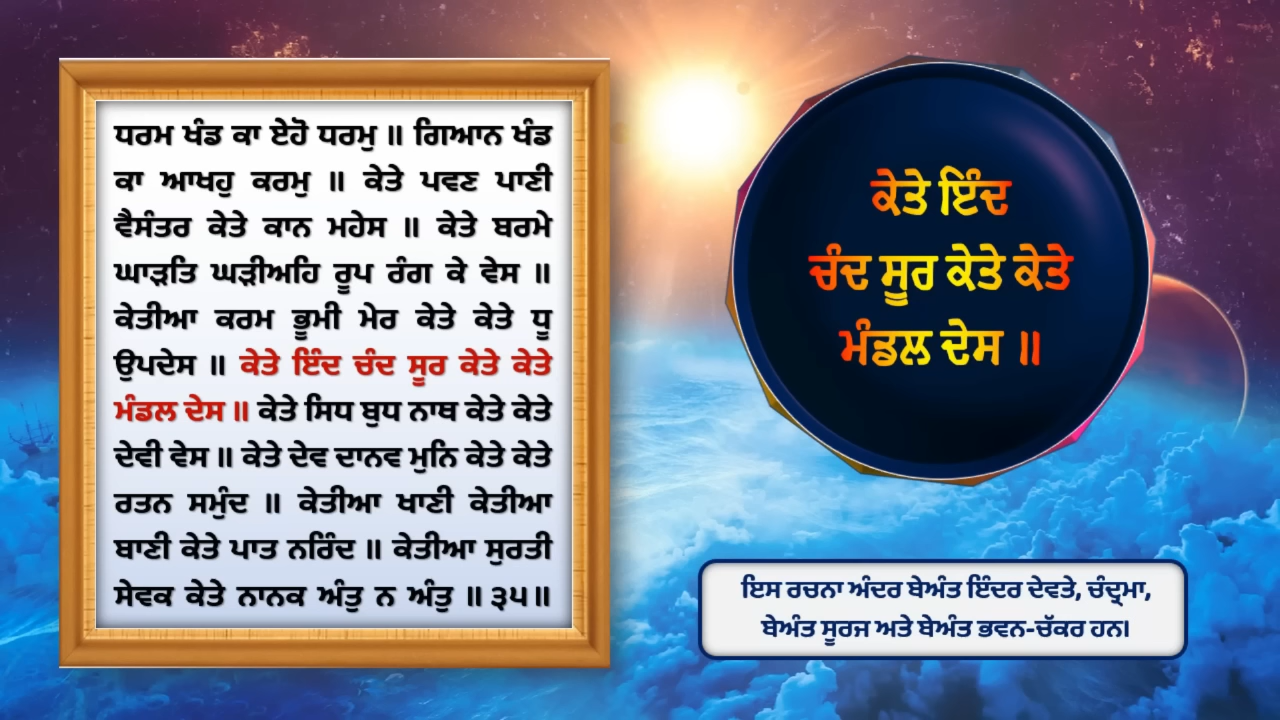 ਧਰਮ ਖੰਡ ਕਾ ਏਹੋ ਧਰਮੁ ॥ ਗਿਆਨ ਖੰਡ
ਕਾ ਆਖਹੁ ਕਰਮੁ ॥ ਕੇਤੇ ਪਵਣ ਪਾਣੀ
ਵੈਸੰਤਰ ਕੇਤੇ ਕਾਨ ਮਹੇਸ ॥ ਕੇਤੇ ਬਰਮੇ
ਘਾੜਤਿ ਘੜੀਅਹਿ ਰੂਪ ਰੰਗ ਕੇ ਵੇਸ ॥
ਕੇਤੀਆ ਕਰਮ ਭੂਮੀ ਮੇਰ ਕੇਤੇ ਕੇਤੇ ਧੂ
ਉਪਦੇਸ ॥ ਕੇਤੇ ਇੰਦ ਚੰਦ ਸੂਰ ਕੇਤੇ ਕੇਤੇ
ਮੰਡਲ ਦੇਸ ॥ ਕੇਤੇ ਸਿਧ ਬੁਧ ਨਾਥ ਕੇਤੇ ਕੇਤੇ
ਦੇਵੀ ਵੇਸ ॥ ਕੇਤੇ ਦੇਵ ਦਾਨਵ ਮੁਨਿ ਕੇਤੇ ਕੇਤੇ
ਰਤਨ ਸਮੁੰਦ ॥ ਕੇਤੀਆ ਖਾਣੀ ਕੇਤੀਆ
ਬਾਣੀ ਕੇਤੇ ਪਾਤ ਨਰਿੰਦ ॥ ਕੇਤੀਆ ਸੁਰਤੀ
ਸੇਵਕ ਕੇਤੇ ਨਾਨਕ ਅੰਤੁ ਨ ਅੰਤੁ ॥੩੫॥
ਕੇਤੇ ਇੰਦ
ਚੰਦ ਸੂਰ ਕੇਤੇ ਕੇਤੇ
ਮੰਡਲ ਦੇਸ ॥
ਇਸ ਰਚਨਾ ਅੰਦਰ ਬੇਅੰਤ ਇੰਦਰ ਦੇਵਤੇ, ਚੰਦ੍ਰਮਾ,
ਬੇਅੰਤ ਸੂਰਜ ਅਤੇ ਬੇਅੰਤ ਭਵਨ-ਚੱਕਰ ਹਨ।